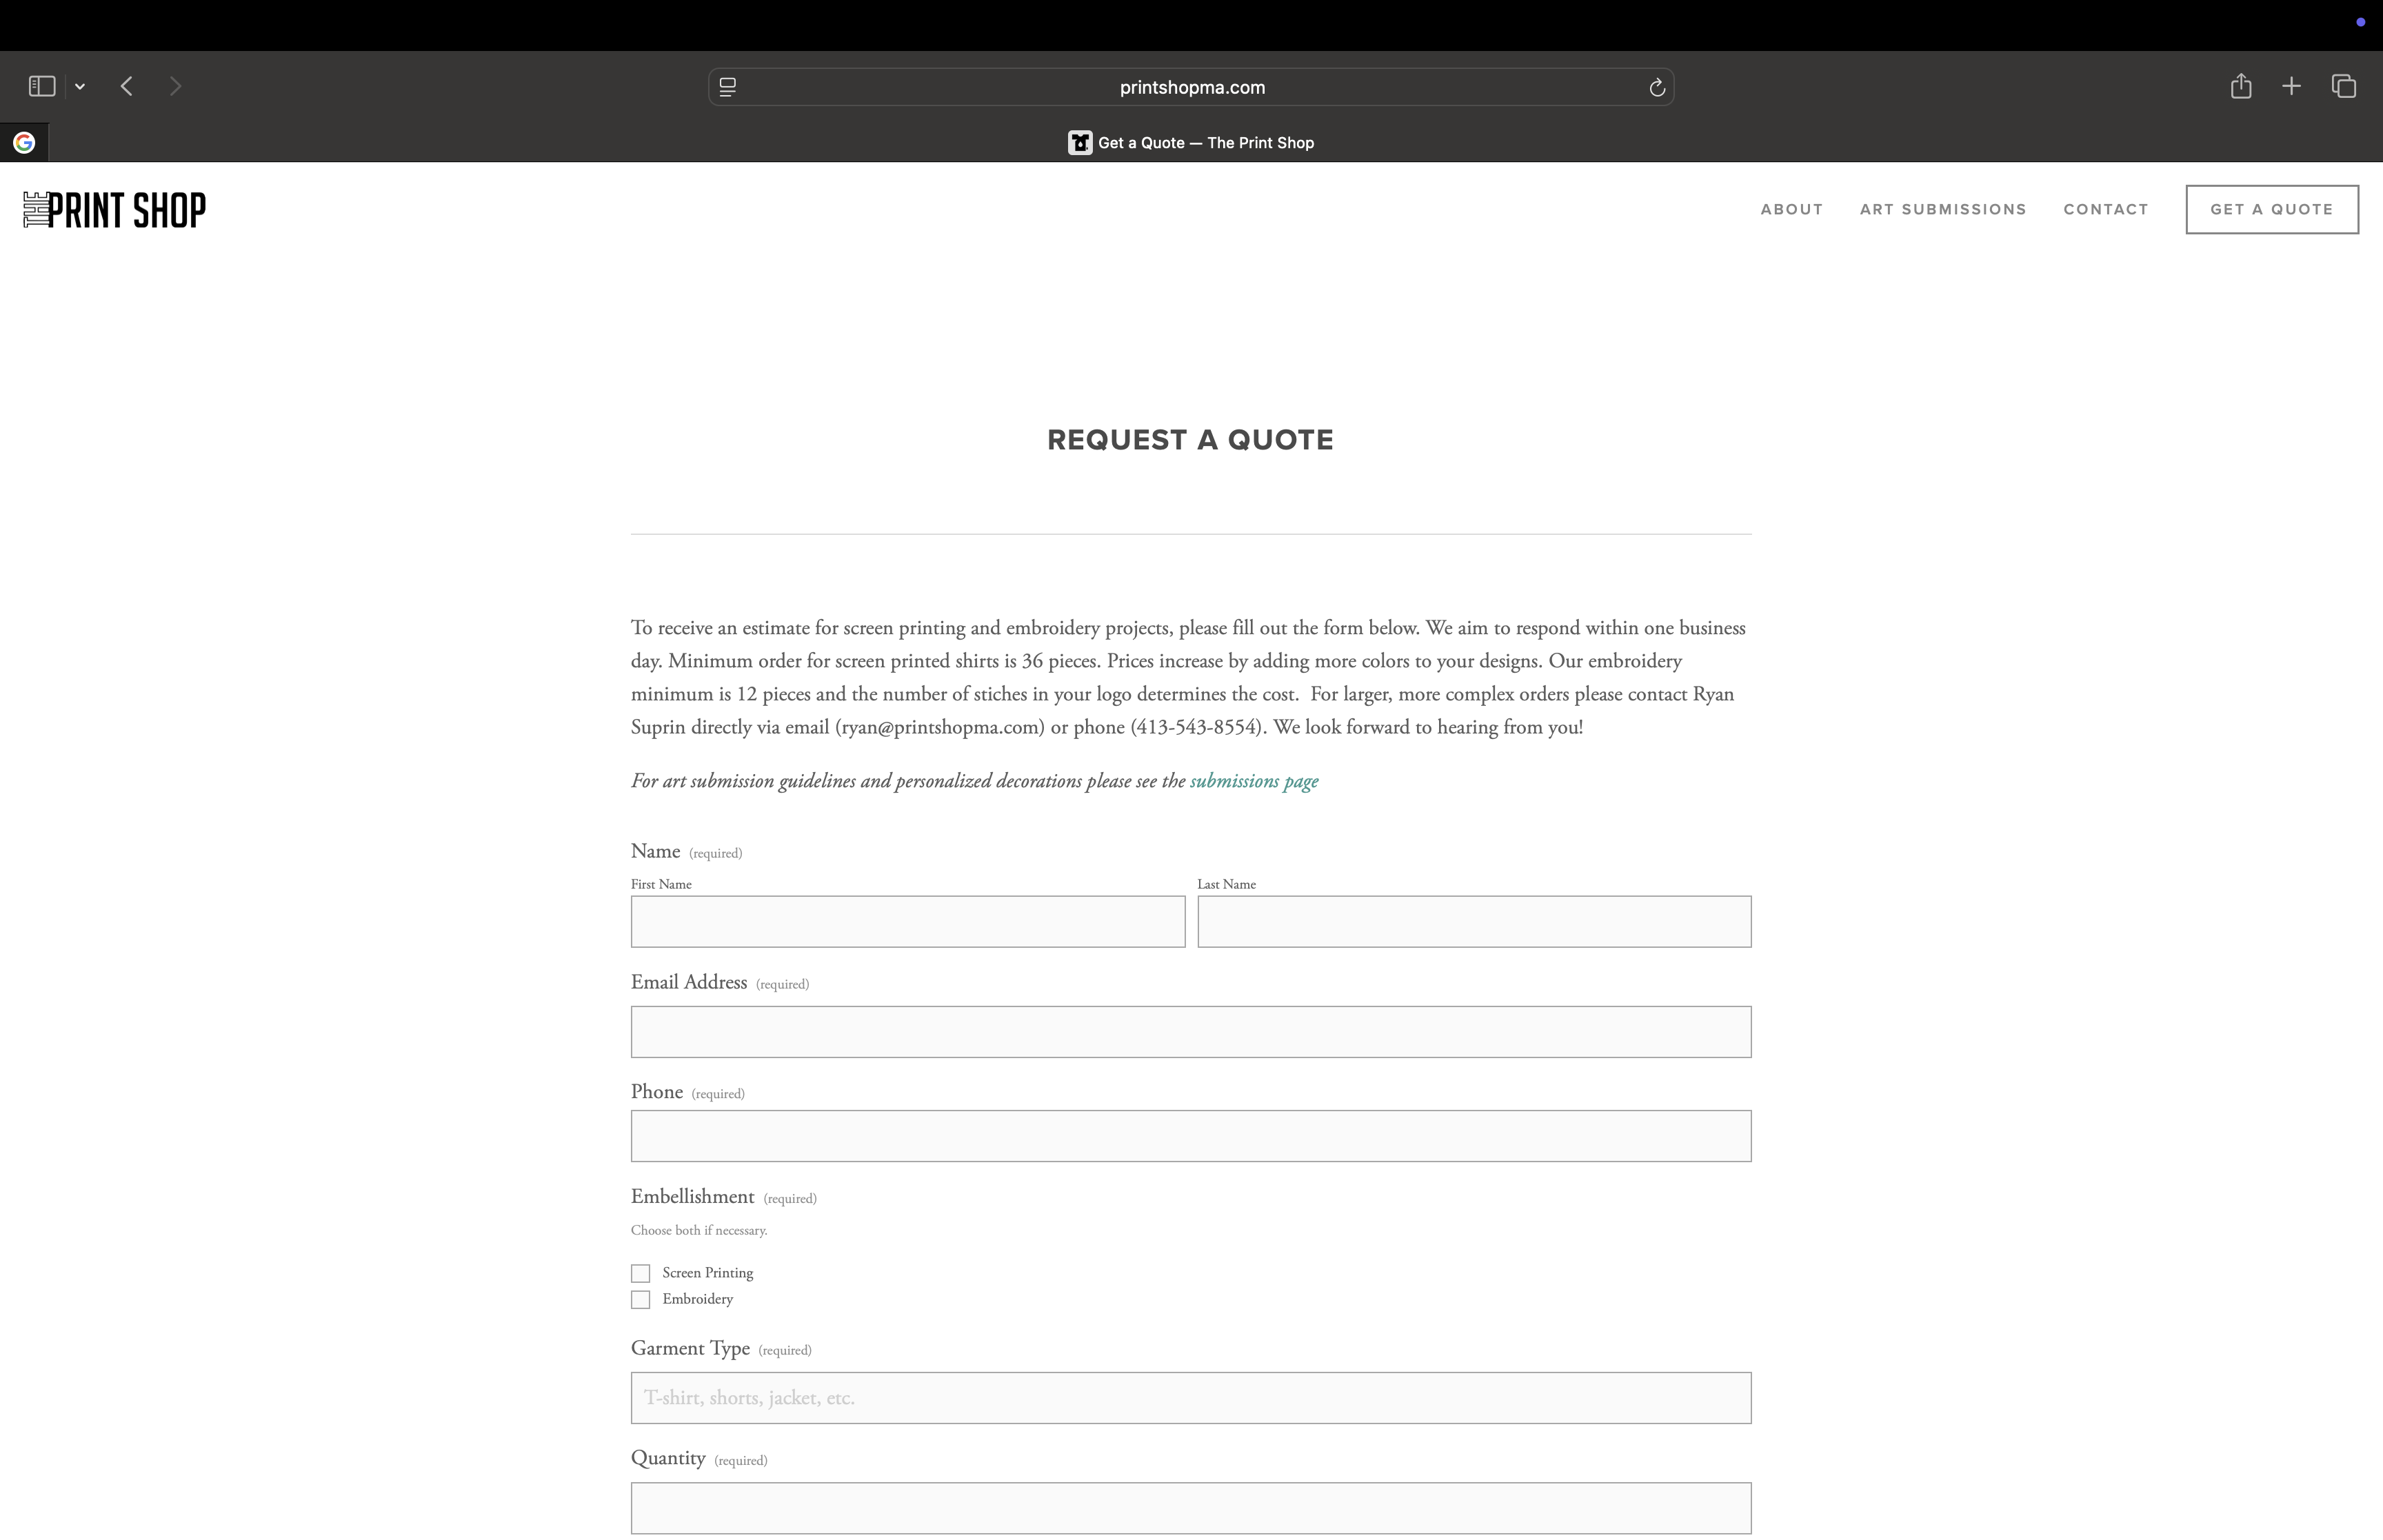 printshopma.com
Get a Quote — The Print Shop
THE PRINT SHOP
ABOUT
ART SUBMISSIONS
CONTACT
GET A QUOTE
REQUEST A QUOTE
To receive an estimate for screen printing and embroidery projects, please fill out the form below. We aim to respond within one business
day. Minimum order for screen printed shirts is 36 pieces. Prices increase by adding more colors to your designs. Our embroidery
minimum is 12 pieces and the number of stiches in your logo determines the cost.  For larger, more complex orders please contact Ryan
Suprin directly via email (ryan@printshopma.com) or phone (413-543-8554). We look forward to hearing from you!
For art submission guidelines and personalized decorations please see the submissions page
Name (required)
First Name
Last Name
Email Address (required)
Phone (required)
Embellishment (required)
Choose both if necessary.
Screen Printing
Embroidery
Garment Type (required)
T-shirt, shorts, jacket, etc.
Quantity (required)